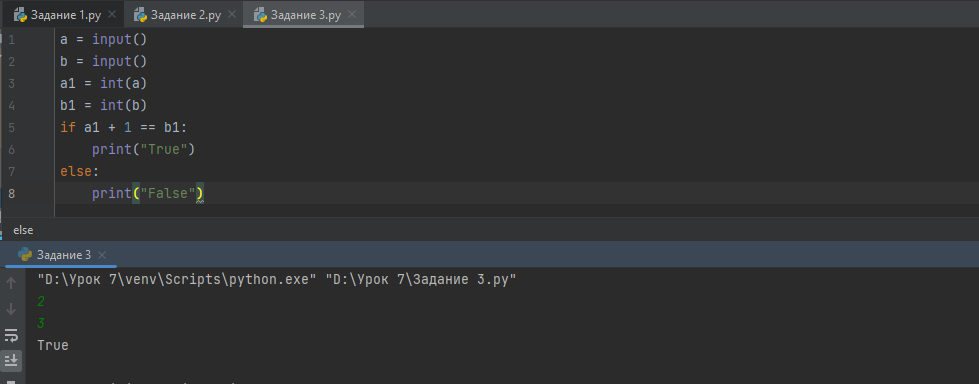 Задание 1.py × Задание 2.py × Задание 3.py ×
1 a = input()
2 b = input()
3 a1 = int(a)
4 b1 = int(b)
5 if a1 + 1 == b1:
6 print("True")
7 else:
8 print("False")
else
Задание 3 ×
"D:\Урок 7\venv\Scripts\python.exe" "D:\Урок 7\Задание 3.py"
2
3
True